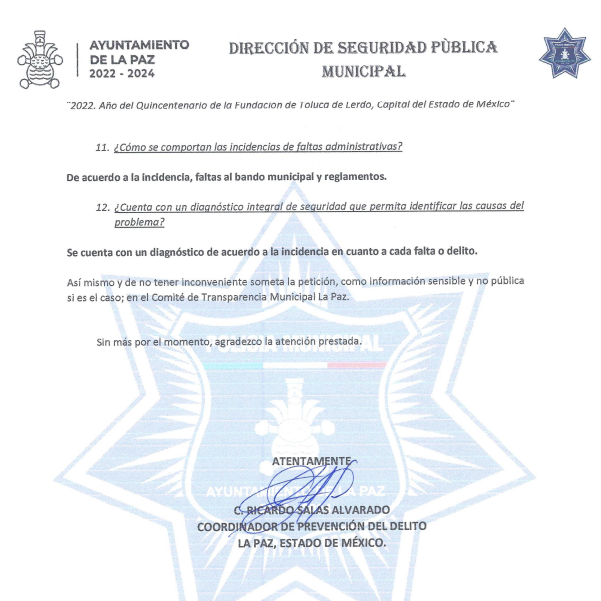 AYUNTAMIENTO
DE LA PAZ
2022 - 2024
DIRECCIÓN DE SEGURIDAD PÙBLICA
MUNICIPAL
¨2022. Año del Quincentenario de la Fundación de Toluca de Lerdo, Capital del Estado de México¨
11. ¿Cómo se comportan las incidencias de faltas administrativas?
De acuerdo a la incidencia, faltas al bando municipal y reglamentos.
12. ¿Cuenta con un diagnóstico integral de seguridad que permita identificar las causas del
problema?
Se cuenta con un diagnóstico de acuerdo a la incidencia en cuanto a cada falta o delito.
Así mismo y de no tener inconveniente someta la petición, como información sensible y no pública
si es el caso; en el Comité de Transparencia Municipal La Paz.
Sin más por el momento, agradezco la atención prestada.
POLICIA MUNICIPAL
ATENTAMENTE
AYUNTAMIENTO LA PAZ
C. RICARDO SALAS ALVARADO
COORDINADOR DE PREVENCIÓN DEL DELITO
LA PAZ, ESTADO DE MÉXICO.